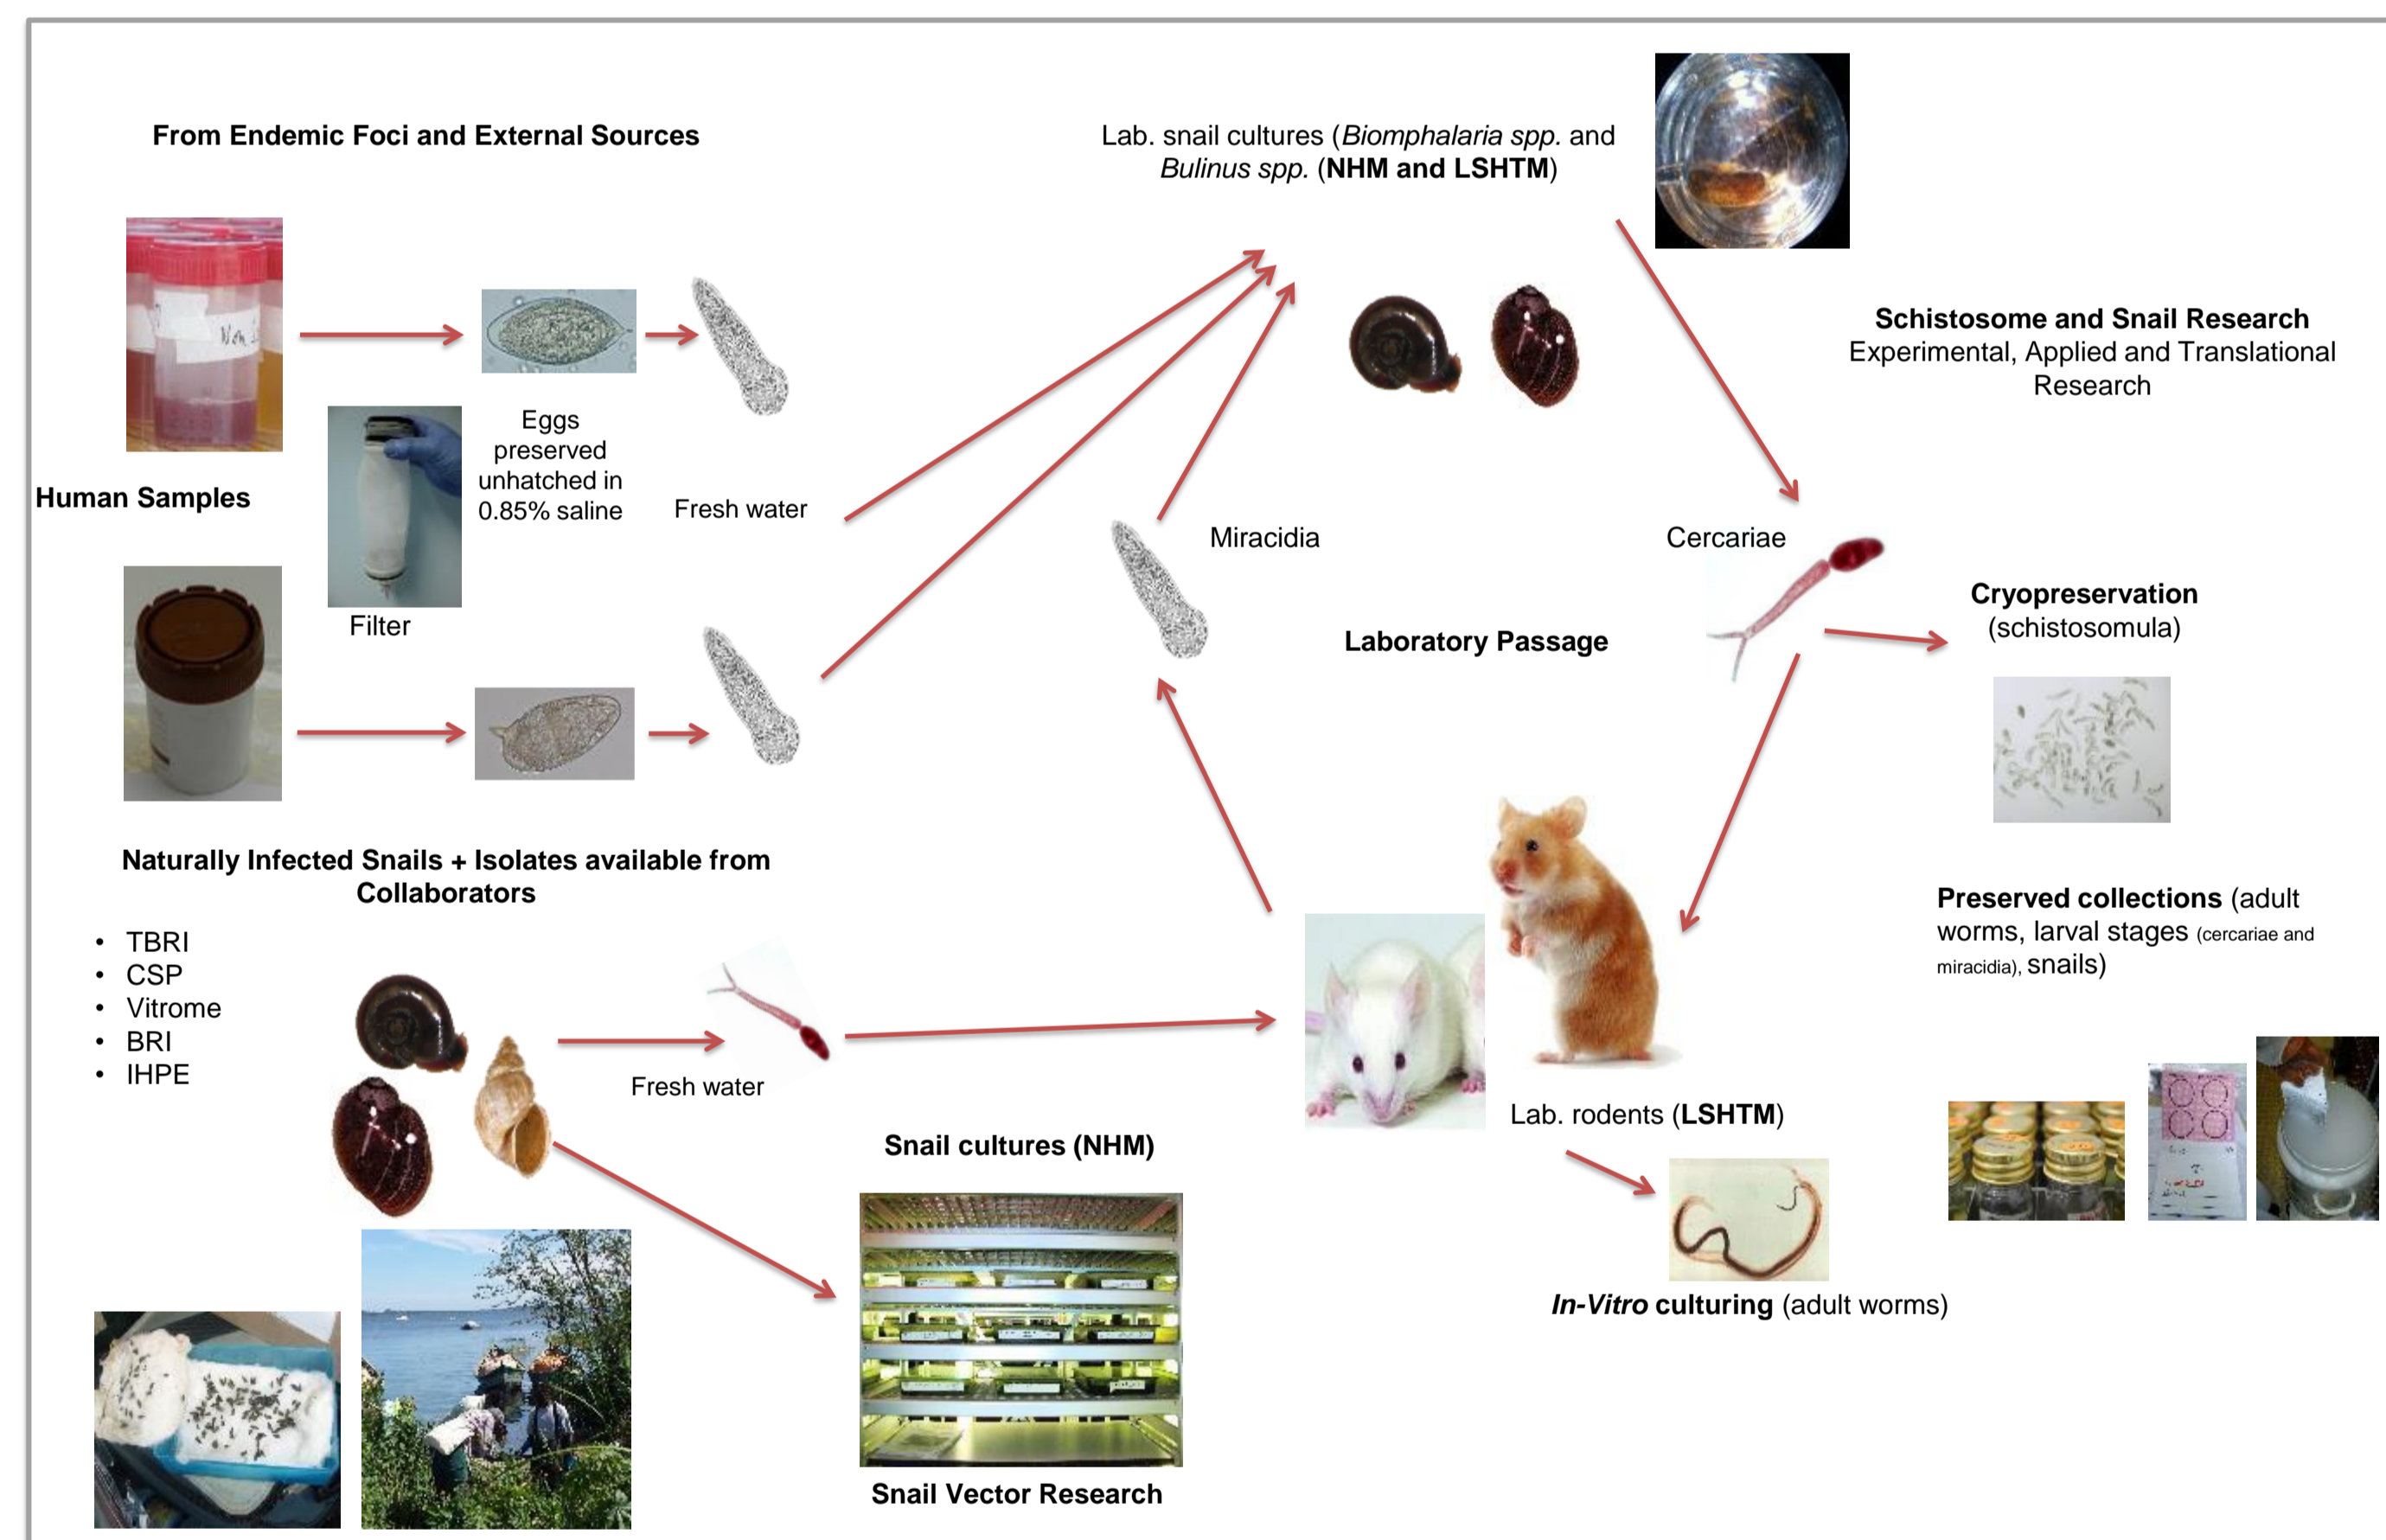 From Endemic Foci and External Sources
Lab. snail cultures (Biomphalaria spp. and
Bulinus spp. (NHM and LSHTM)
Schistosome and Snail Research
Experimental, Applied and Translational
Research
Eggs
preserved
unhatched in
0.85% saline
Human Samples
Fresh water
Filter
Miracidia
Cercariae
Laboratory Passage
Cryopreservation
(schistosomula)
Naturally Infected Snails + Isolates available from
Collaborators
• TBRI
• CSP
• Vitrome
• BRI
• IHPE
Fresh water
Preserved collections (adult
worms, larval stages (cercariae and
miracidia), snails)
Lab. rodents (LSHTM)
Snail cultures (NHM)
In-Vitro culturing (adult worms)
Snail Vector Research